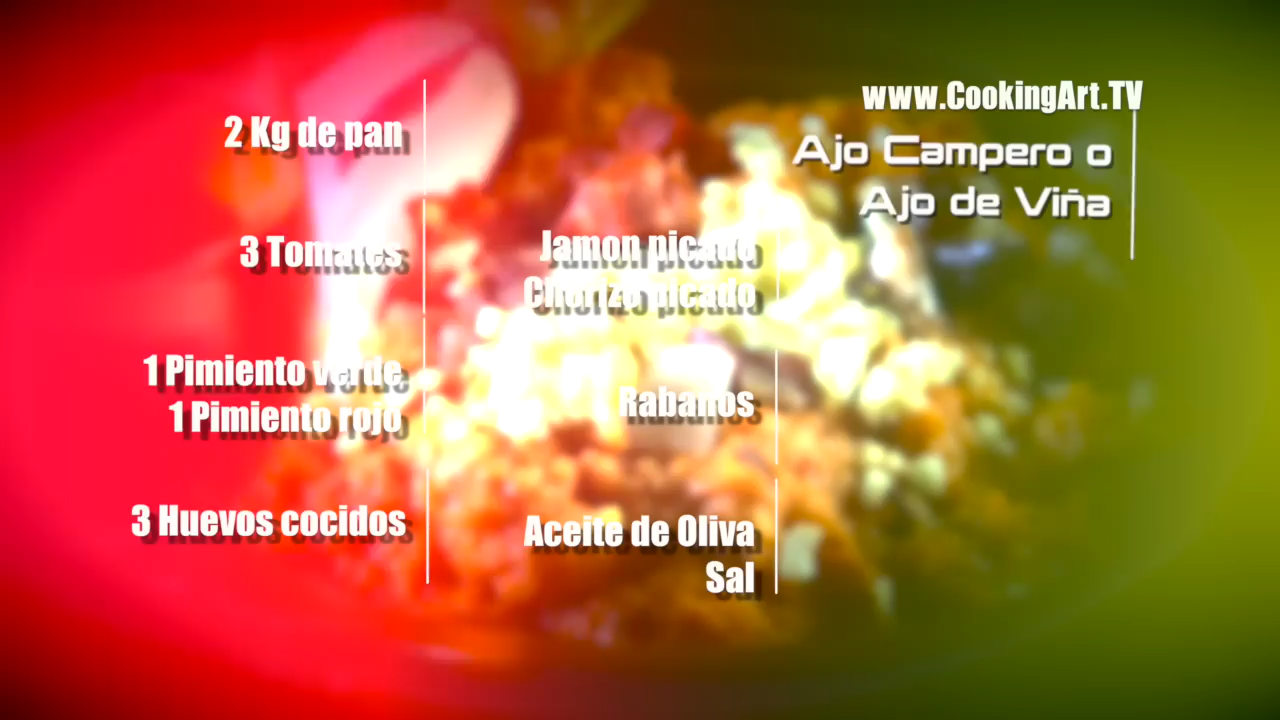 www.CookingArt.TV
Ajo Campero o
Ajo de Viña
2 Kg de pan
3 Tomates
1 Pimiento verde
1 Pimiento rojo
3 Huevos cocidos
Jamon picado
Chorizo picado
Rabanos
Aceite de Oliva
Sal